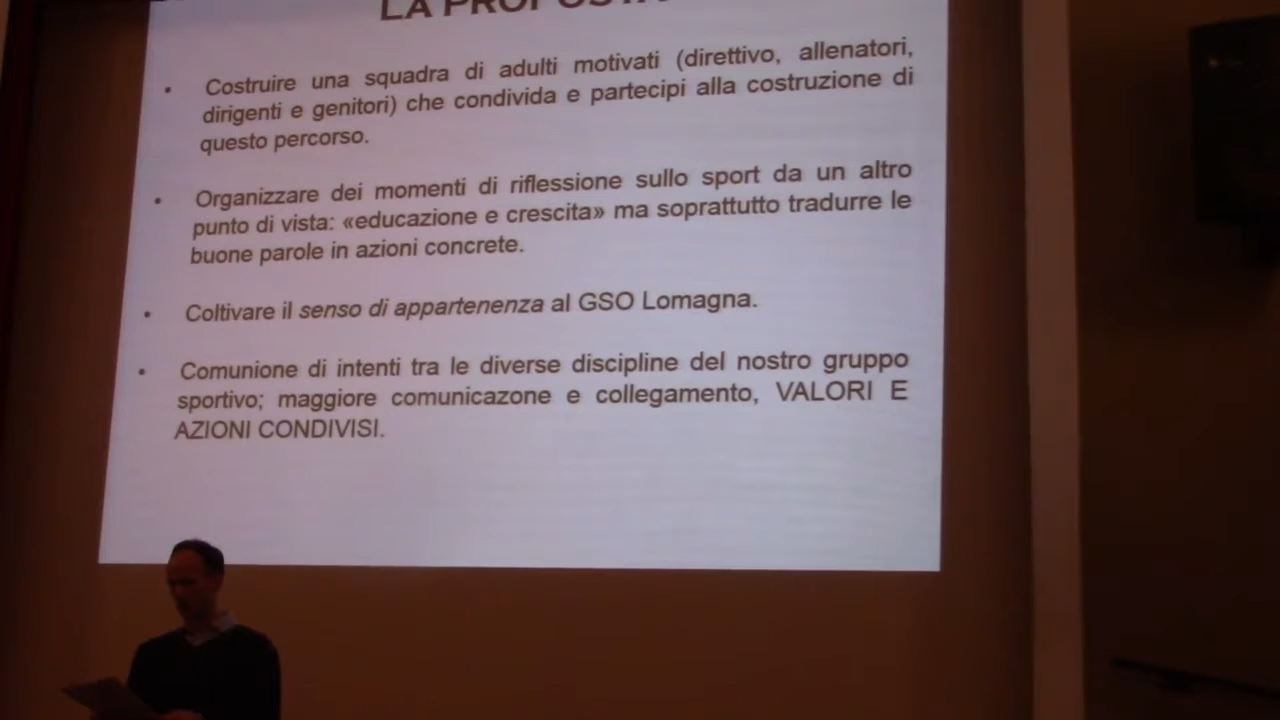 LA PROPOSTA
• Costruire una squadra di adulti motivati (direttivo, allenatori,
dirigenti e genitori) che condivida e partecipi alla costruzione di
questo percorso.
• Organizzare dei momenti di riflessione sullo sport da un altro
punto di vista: «educazione e crescita» ma soprattutto tradurre le
buone parole in azioni concrete.
• Coltivare il senso di appartenenza al GSO Lomagna.
• Comunione di intenti tra le diverse discipline del nostro gruppo
sportivo; maggiore comunicazone e collegamento, VALORI E
AZIONI CONDIVISI.